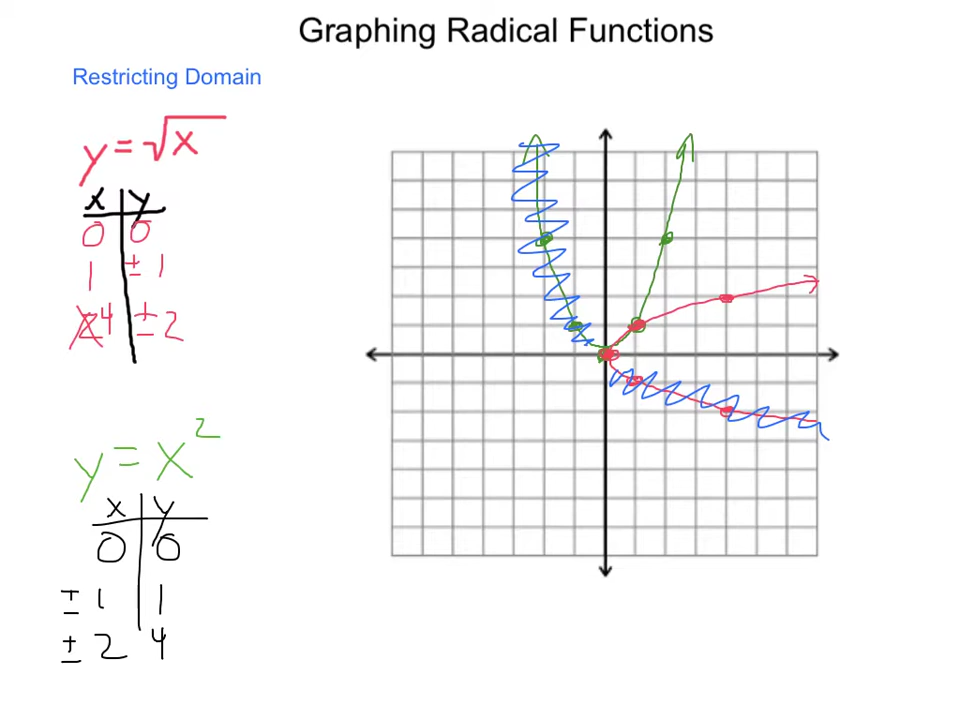 Graphing Radical Functions
Restricting Domain
y = √x
x y
0 0
1 ± 1
4 ± 2
y = x²
x y
0 0
± 1 1
± 2 4